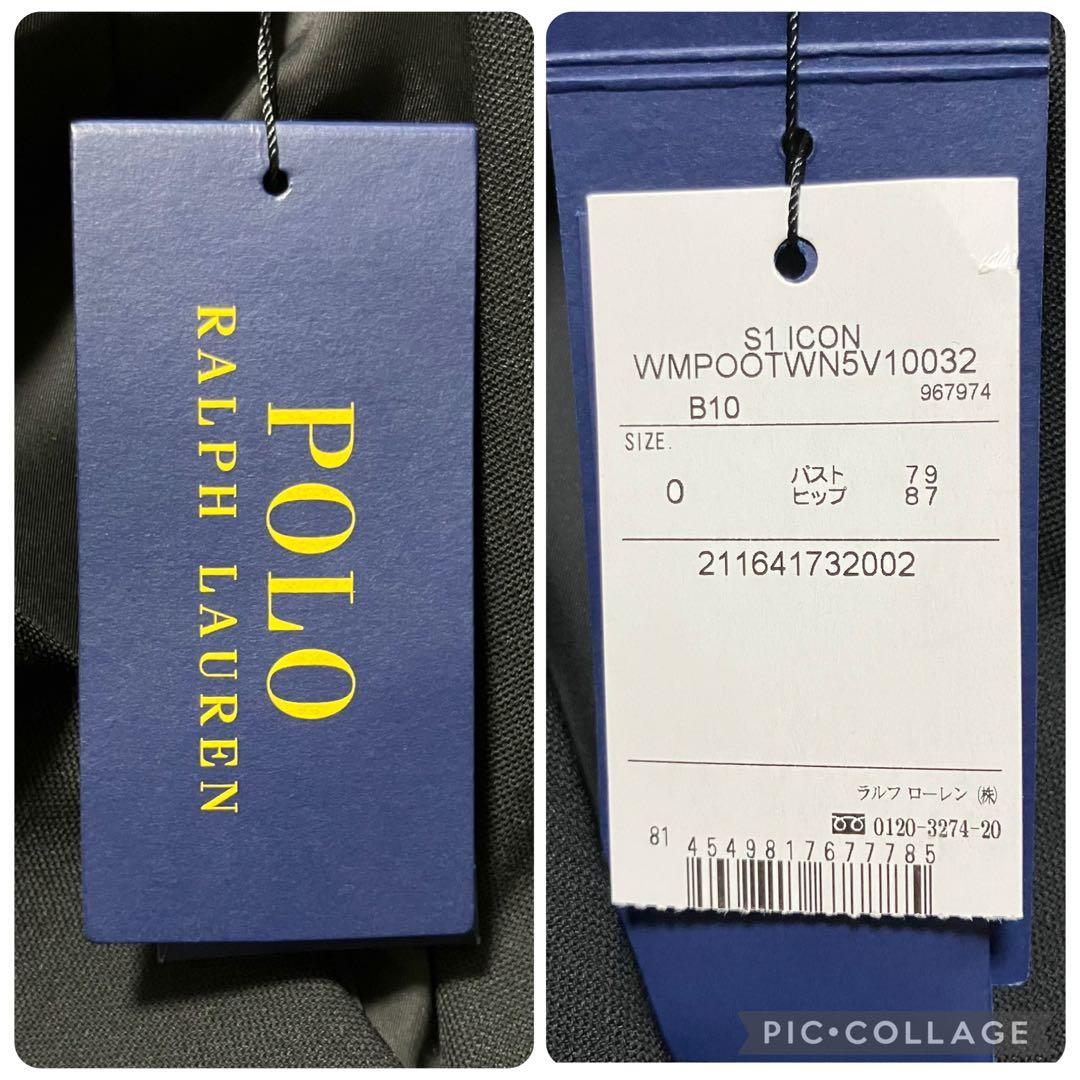 POLO
RALPH LAUREN
S1 ICON
WMPOOTWN5V10032
967974
B10
SIZE.
0 バスト 79
ヒップ 87
211641732002
ラルフ ローレン (株)
0120-3274-20
81 4549817677785
PIC•COLLAGE